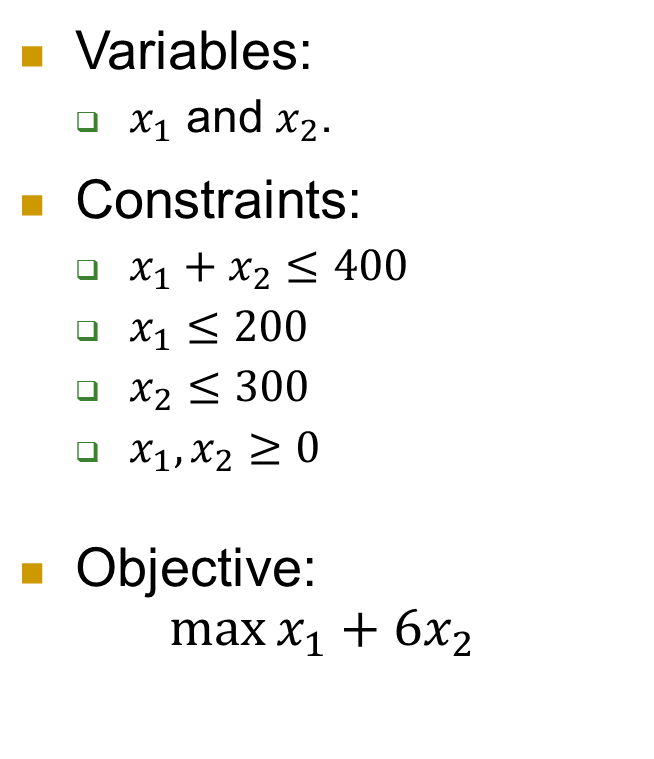 Variables:
x₁ and x₂.
Constraints:
x₁ + x₂ ≤ 400
x₁ ≤ 200
x₂ ≤ 300
x₁, x₂ ≥ 0
Objective:
max x₁ + 6x₂